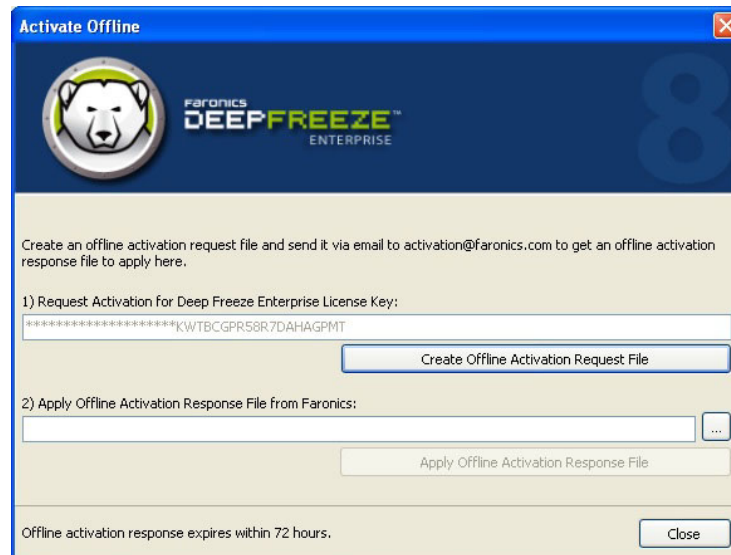 Activate Offline
FARONICS
DEEPFREEZE™
ENTERPRISE
8
Create an offline activation request file and send it via email to activation@faronics.com to get an offline activation
response file to apply here.
1) Request Activation for Deep Freeze Enterprise License Key:
********************KWTBCGPR58R7DAHAGPMT
Create Offline Activation Request File
2) Apply Offline Activation Response File from Faronics:
...
Apply Offline Activation Response File
Offline activation response expires within 72 hours.
Close